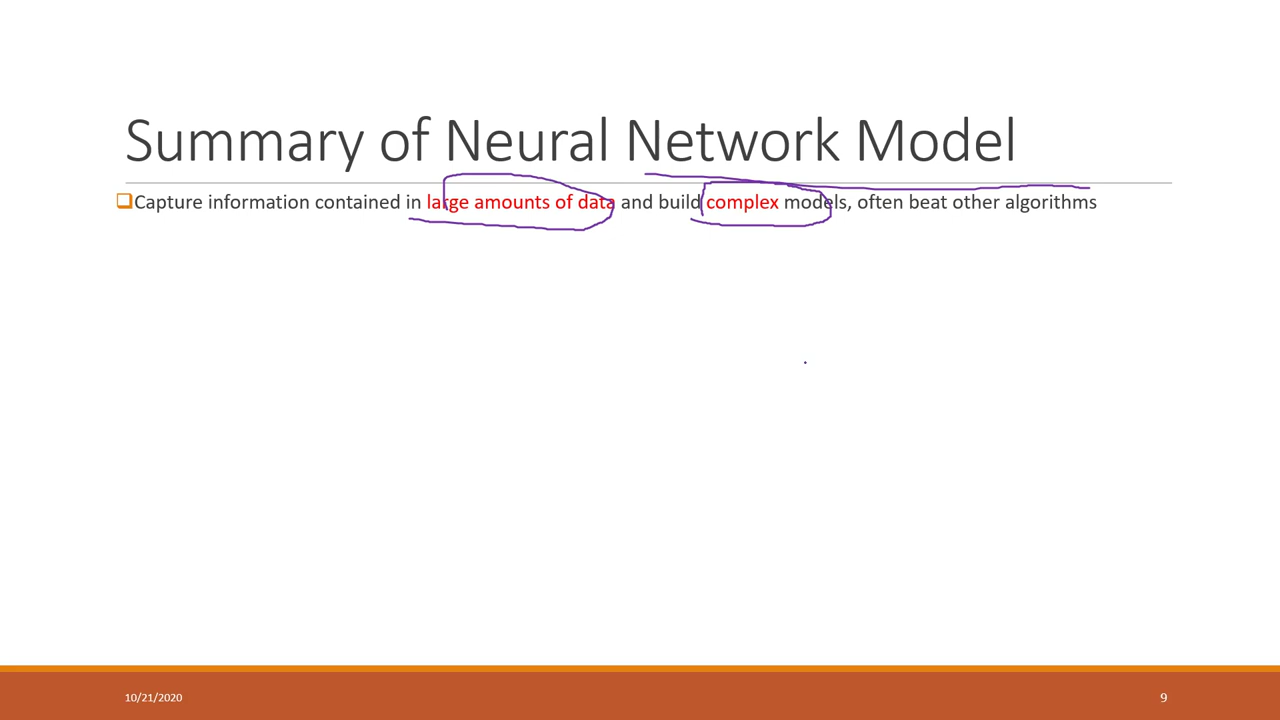 Summary of Neural Network Model
Capture information contained in large amounts of data and build complex models, often beat other algorithms
10/21/2020
9